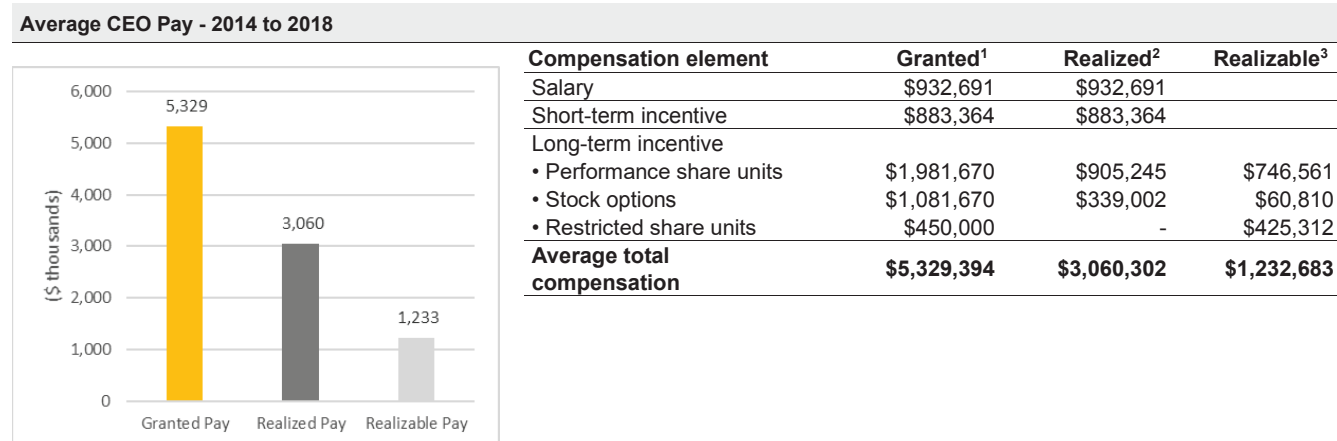 Average CEO Pay - 2014 to 2018
6,000
5,000
4,000
3,000
2,000
1,000
0
($ thousands)
5,329
3,060
1,233
Granted Pay Realized Pay Realizable Pay
Compensation element Granted¹ Realized² Realizable³
Salary $932,691 $932,691
Short-term incentive $883,364 $883,364
Long-term incentive
• Performance share units $1,981,670 $905,245 $746,561
• Stock options $1,081,670 $339,002 $60,810
• Restricted share units $450,000 - $425,312
Average total
compensation $5,329,394 $3,060,302 $1,232,683